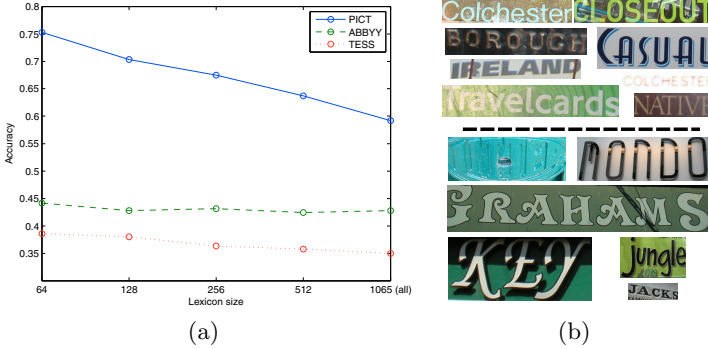 0.8
0.75
0.7
0.65
0.6
0.55
0.5
0.45
0.4
0.35
Accuracy
64
128
256
512
1065 (all)
Lexicon size
PICT
ABBYY
TESS
(a)
Colchester
CLOSEOUT
BOROUGH
CASUAL
IRELAND
COLCHESTER
Travelcards
NATIVE
MONDO
GRAHAMS
KEY
jungle
JACKS
(b)